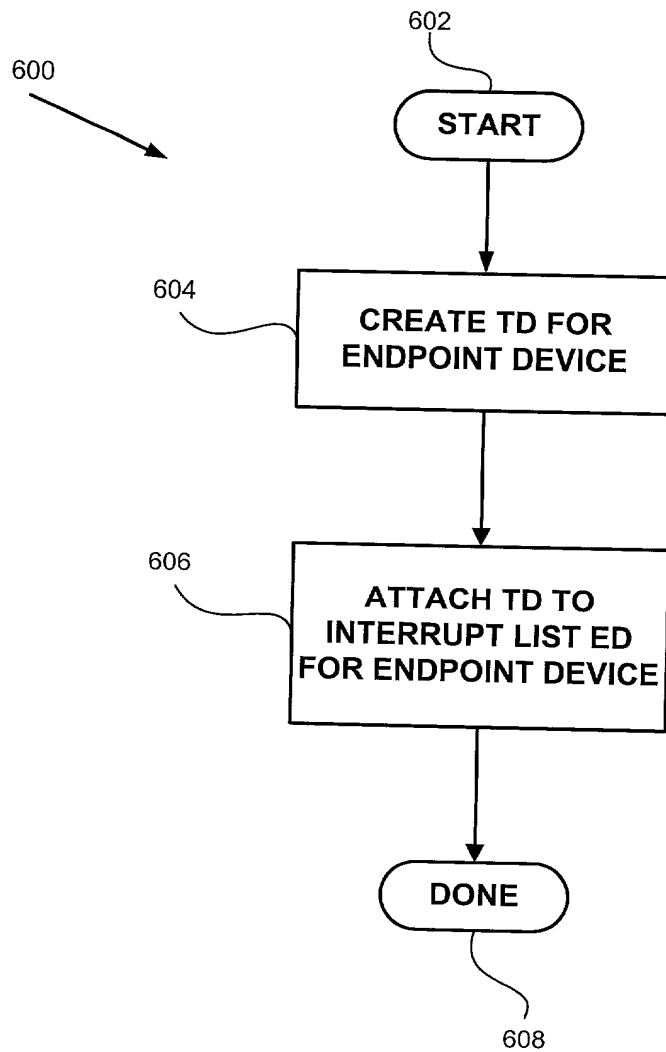 602
600
START
604
CREATE TD FOR
ENDPOINT DEVICE
606
ATTACH TD TO
INTERRUPT LIST ED
FOR ENDPOINT DEVICE
DONE
608